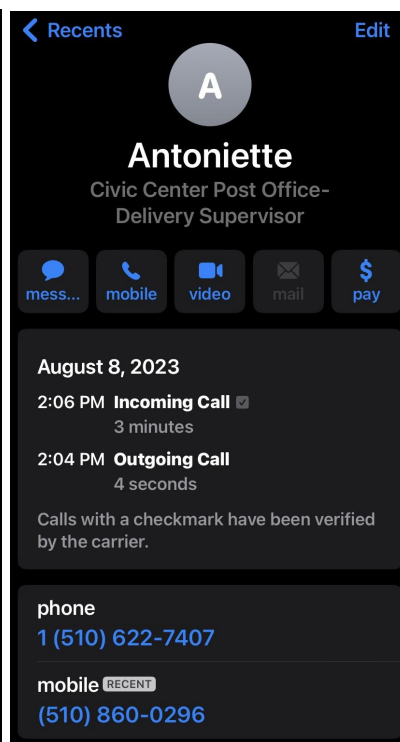 Recents
Edit
A
Antoniette
Civic Center Post Office-
Delivery Supervisor
mess...
mobile
video
mail
$
pay
August 8, 2023
2:06 PM Incoming Call
3 minutes
2:04 PM Outgoing Call
4 seconds
Calls with a checkmark have been verified
by the carrier.
phone
1 (510) 622-7407
mobile RECENT
(510) 860-0296